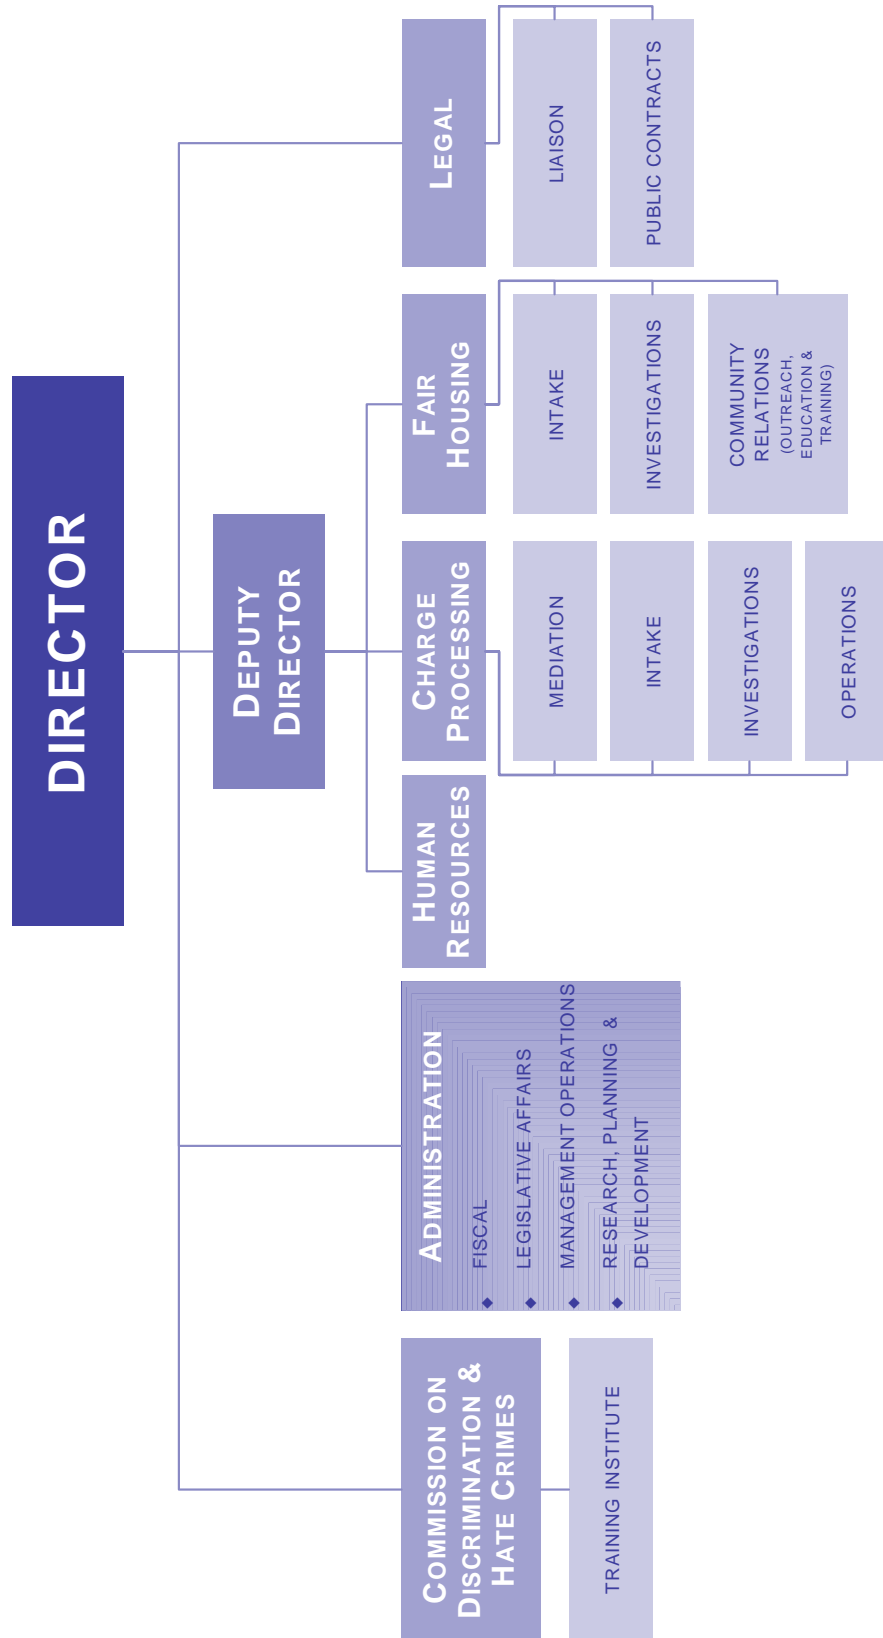 DIRECTOR
DEPUTY
DIRECTOR
COMMISSION ON
DISCRIMINATION &
HATE CRIMES
TRAINING INSTITUTE
ADMINISTRATION
◆ FISCAL
◆ LEGISLATIVE AFFAIRS
◆ MANAGEMENT OPERATIONS
◆ RESEARCH, PLANNING &
DEVELOPMENT
HUMAN
RESOURCES
CHARGE
PROCESSING
MEDIATION
INTAKE
INVESTIGATIONS
OPERATIONS
FAIR
HOUSING
INTAKE
INVESTIGATIONS
COMMUNITY
RELATIONS
(OUTREACH,
EDUCATION &
TRAINING)
LEGAL
LIAISON
PUBLIC CONTRACTS